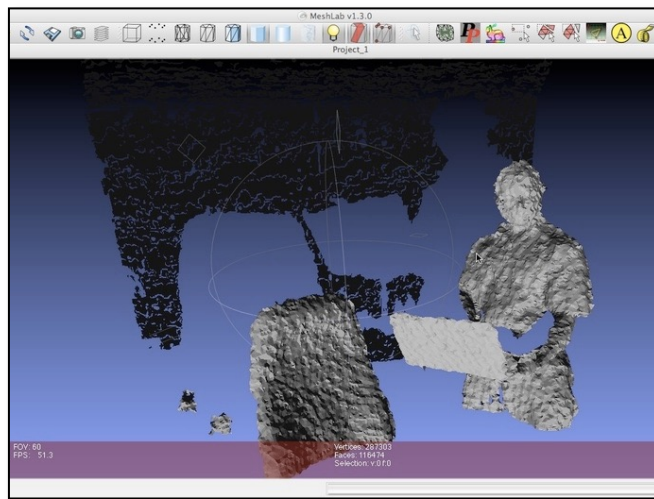 MeshLab v1.3.0
A
Project_1
FOV: 60
FPS: 51.3
Vertices: 287303
Faces: 116474
Selection: v:0 f:0